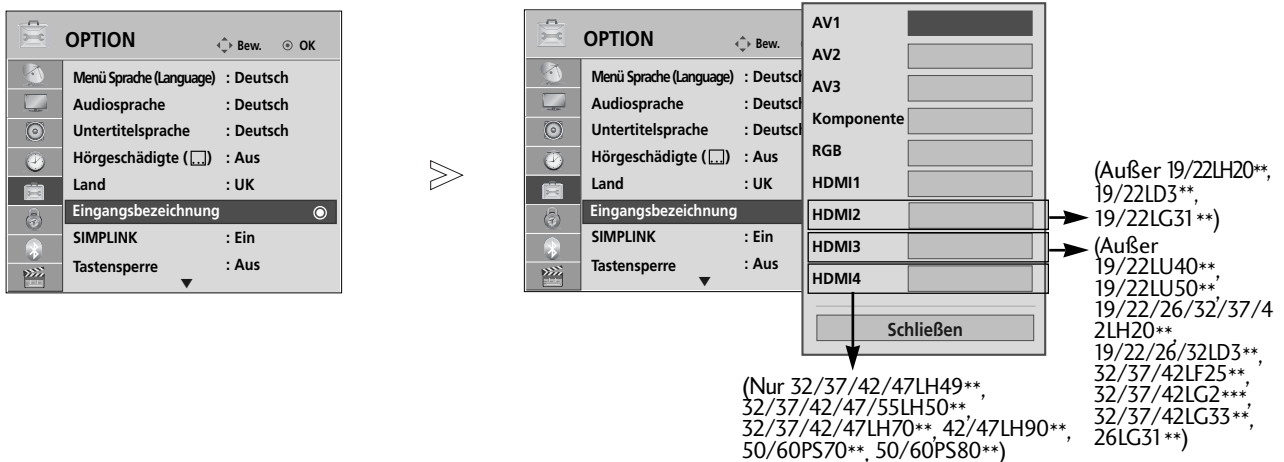 OPTION
Bew. OK
Menü Sprache (Language) : Deutsch
Audiosprache : Deutsch
Untertitelsprache : Deutsch
Hörgeschädigte ( ) : Aus
Land : UK
Eingangsbezeichnung
SIMPLINK : Ein
Tastensperre : Aus
OPTION
Bew.
Menü Sprache (Language) : Deutsch
Audiosprache : Deutsch
Untertitelsprache : Deutsch
Hörgeschädigte ( ) : Aus
Land : UK
Eingangsbezeichnung
SIMPLINK : Ein
Tastensperre : Aus
AV1
AV2
AV3
Komponente
RGB
HDMI1
HDMI2
HDMI3
HDMI4
Schließen
(Außer 19/22LH20**,
19/22LD3**,
19/22LG31**)
(Außer
19/22LU40**,
19/22LU50**,
19/22/26/32/37/4
2LH20**,
19/22/26/32LD3**,
32/37/42LF25**,
32/37/42LG2***,
32/37/42LG33**,
26LG31**)
(Nur 32/37/42/47LH49**,
32/37/42/47/55LH50**,
32/37/42/47LH70**, 42/47LH90**,
50/60PS70**, 50/60PS80**)